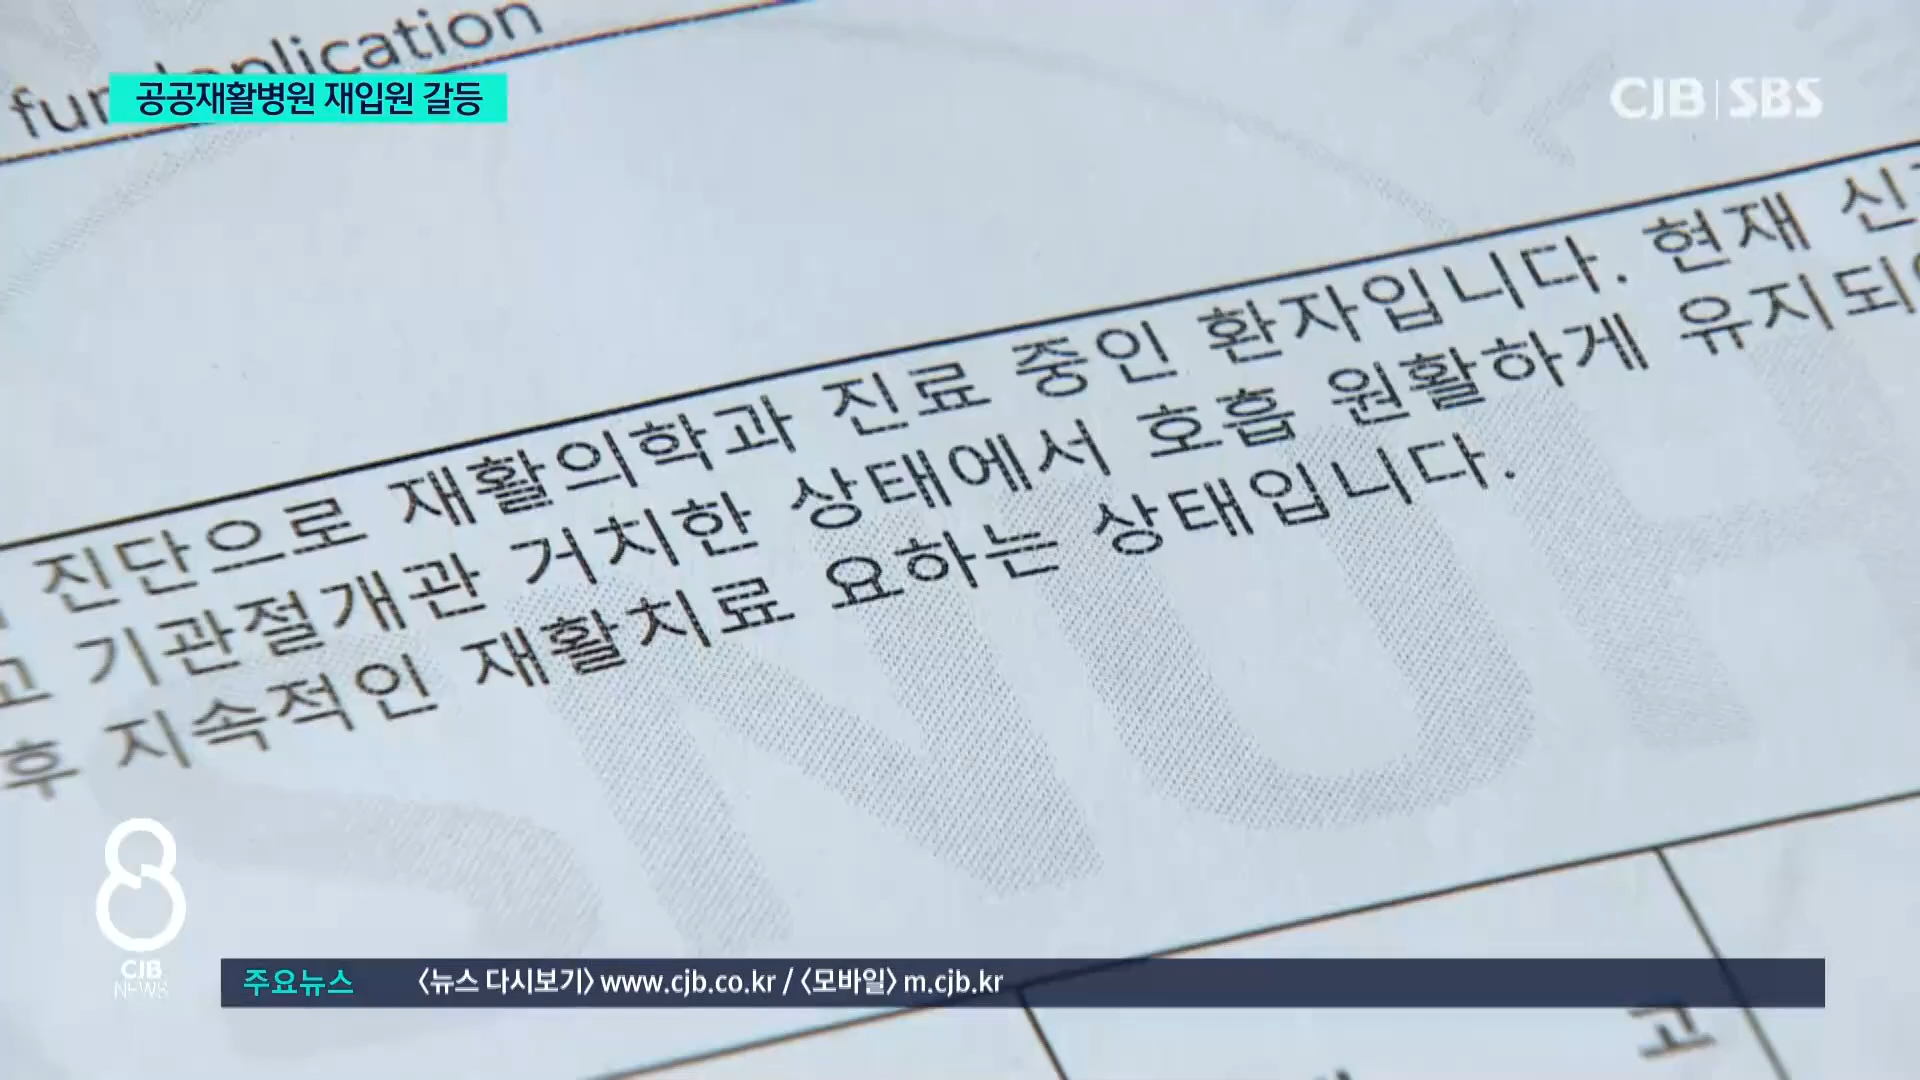 fundaplication
공공재활병원 재입원 갈등
CJB SBS
진단으로 재활의학과 진료 중인 환자입니다. 현재
고 기관절개관 거치한 상태에서 호흡 원활하게 유지되
후 지속적인 재활치료 요하는 상태입니다.
SNUH
8
CJB
NEWS
주요뉴스 〈뉴스 다시보기〉 www.cjb.co.kr / 〈모바일〉 m.cjb.kr
고